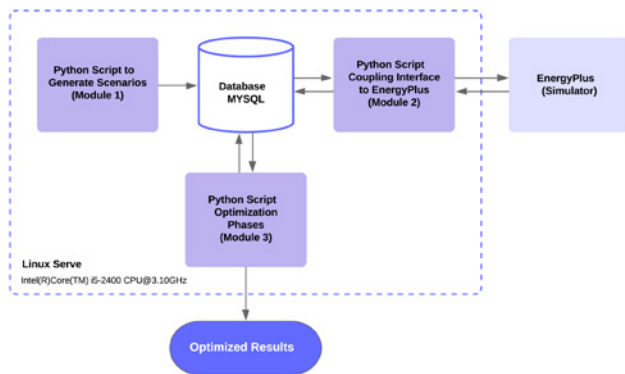 Python Script to
Generate Scenarios
(Module 1)
Database
MYSQL
Python Script
Coupling Interface
to EnergyPlus
(Module 2)
EnergyPlus
(Simulator)
Python Script
Optimization
Phases
(Module 3)
Linux Serve
Intel(R)Core(TM) i5-2400 CPU@3.10GHz
Optimized Results